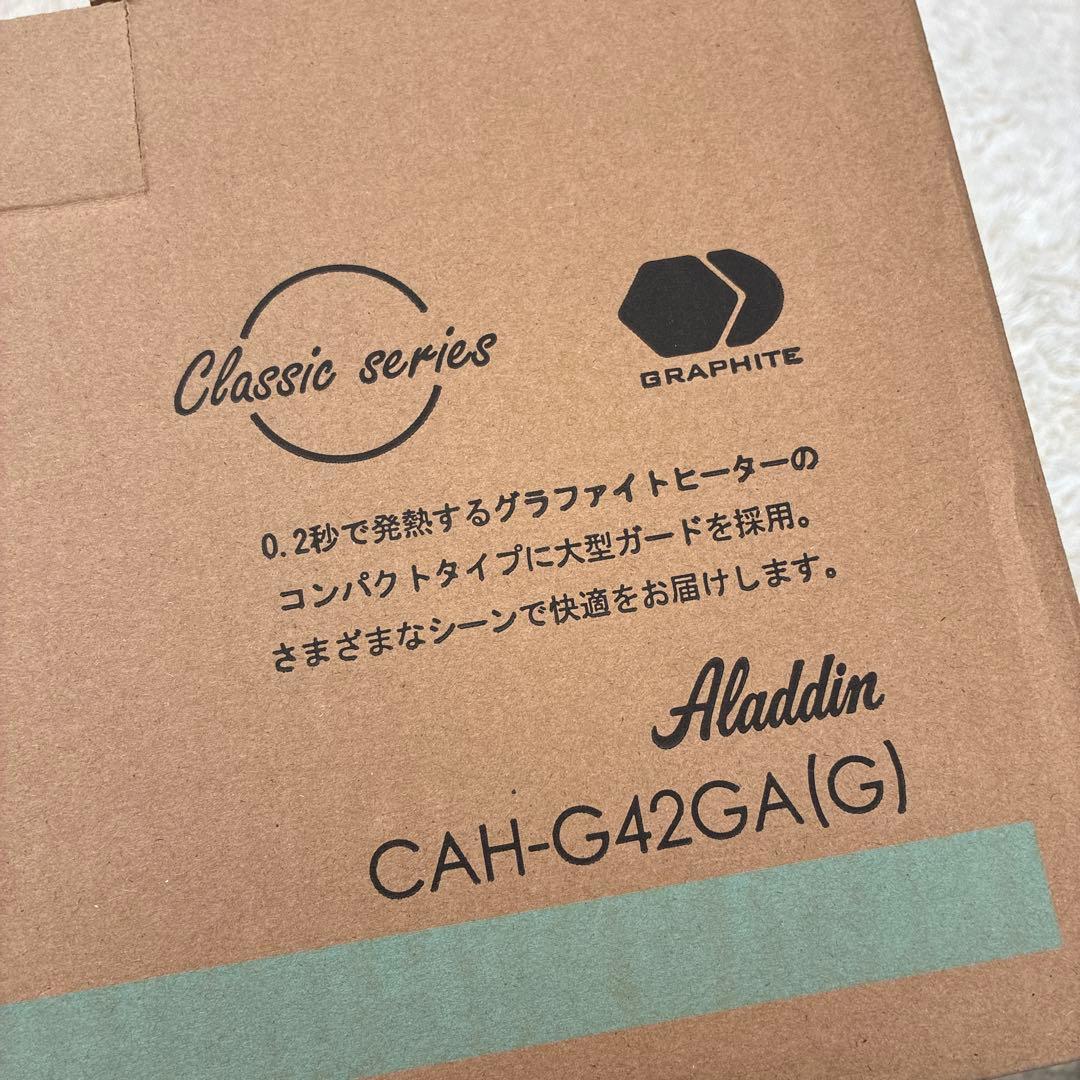 Classic series
GRAPHITE
0.2秒で発熱するグラファイトヒーターの
コンパクトタイプに大型ガードを採用。
さまざまなシーンで快適をお届けします。
Aladdin
CAH-G42GA(G)